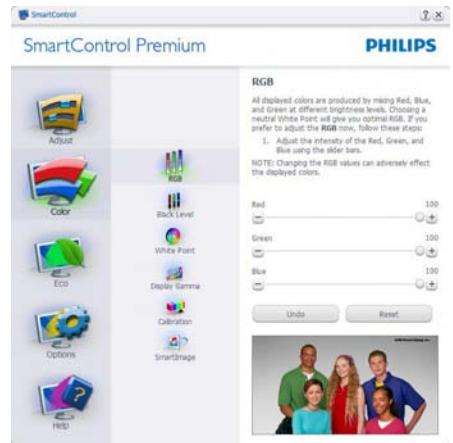 SmartControl
SmartControl Premium
PHILIPS
Adjust
Color
Eco
Options
Help
RGB
Black Level
White Point
Display Gamma
Calibration
SmartImage
RGB
All displayed colors are produced by mixing Red, Blue,
and Green at different brightness levels. Choosing a
neutral White Point will give you optimal RGB. If you
prefer to adjust the RGB now, follow these steps:
1. Adjust the intensity of the Red, Green, and
Blue using the slider bars.
NOTE: Changing the RGB values can adversely effect
the displayed colors.
Red 100
Green 100
Blue 100
Undo Reset